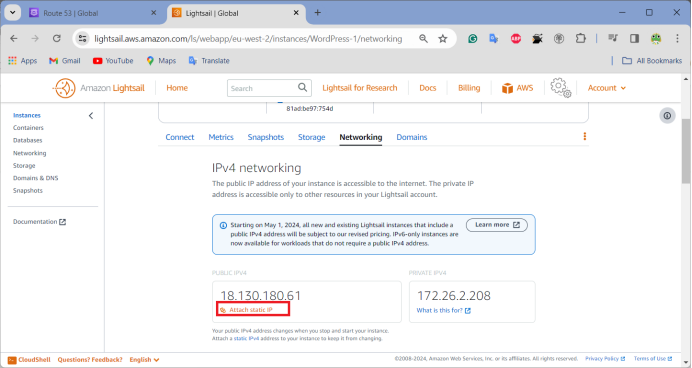 Route 53 | Global
Lightsail | Global
lightsail.aws.amazon.com/ls/webapp/eu-west-2/instances/WordPress-1/networking
Apps
Gmail
YouTube
Maps
Translate
All Bookmarks
Amazon Lightsail
Home
Search
Lightsail for Research
Docs
Billing
AWS
Account
Instances
Containers
Databases
Networking
Storage
Domains & DNS
Snapshots
Documentation
81ad:be97:754d
Connect
Metrics
Snapshots
Storage
Networking
Domains
IPv4 networking
The public IP address of your instance is accessible to the internet. The private IP
address is accessible only to other resources in your Lightsail account.
Starting on May 1, 2024, all new and existing Lightsail instances that include a
public IPv4 address will be subject to our revised pricing. IPv6-only instances are
now available for workloads that do not require a public IPv4 address.
Learn more
PUBLIC IPV4
18.130.180.61
Attach static IP
PRIVATE IPV4
172.26.2.208
What is this for?
Your public IPv4 address changes when you stop and start your instance.
Attach a static IPv4 address to your instance to keep it from changing.
CloudShell
Questions? Feedback?
English
©2008-2024, Amazon Web Services, Inc. or its affiliates. All rights reserved.
Privacy Policy
Terms of Use